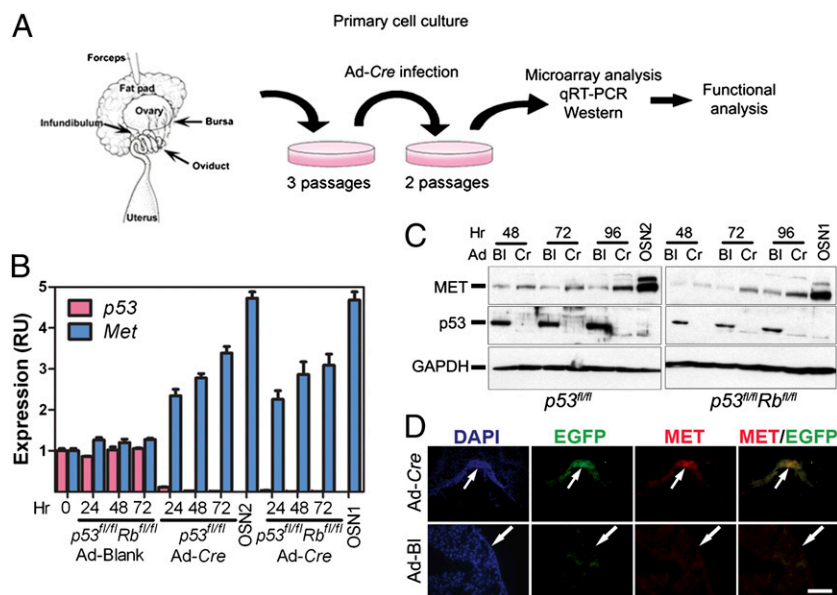 A
Primary cell culture
Forceps
Fat pad
Ovary
Infundibulum
Bursa
Oviduct
Uterus
Ad-Cre infection
3 passages
2 passages
Microarray analysis
qRT-PCR
Western
Functional
analysis
B
Expression (RU)
5
4
3
2
1
p53
Met
Hr 0 24 48 72 24 48 72 OSN2 24 48 72 OSN1
p53fl/flRbfl/fl p53fl/fl p53fl/flRbfl/fl
Ad-Blank Ad-Cre Ad-Cre
C
Hr 48 72 96 OSN2 48 72 96 OSN1
Ad Bl Cr Bl Cr Bl Cr Bl Cr Bl Cr Bl Cr
MET
p53
GAPDH
p53fl/fl p53fl/flRbfl/fl
D
DAPI EGFP MET MET/EGFP
Ad-Cre
Ad-Bl